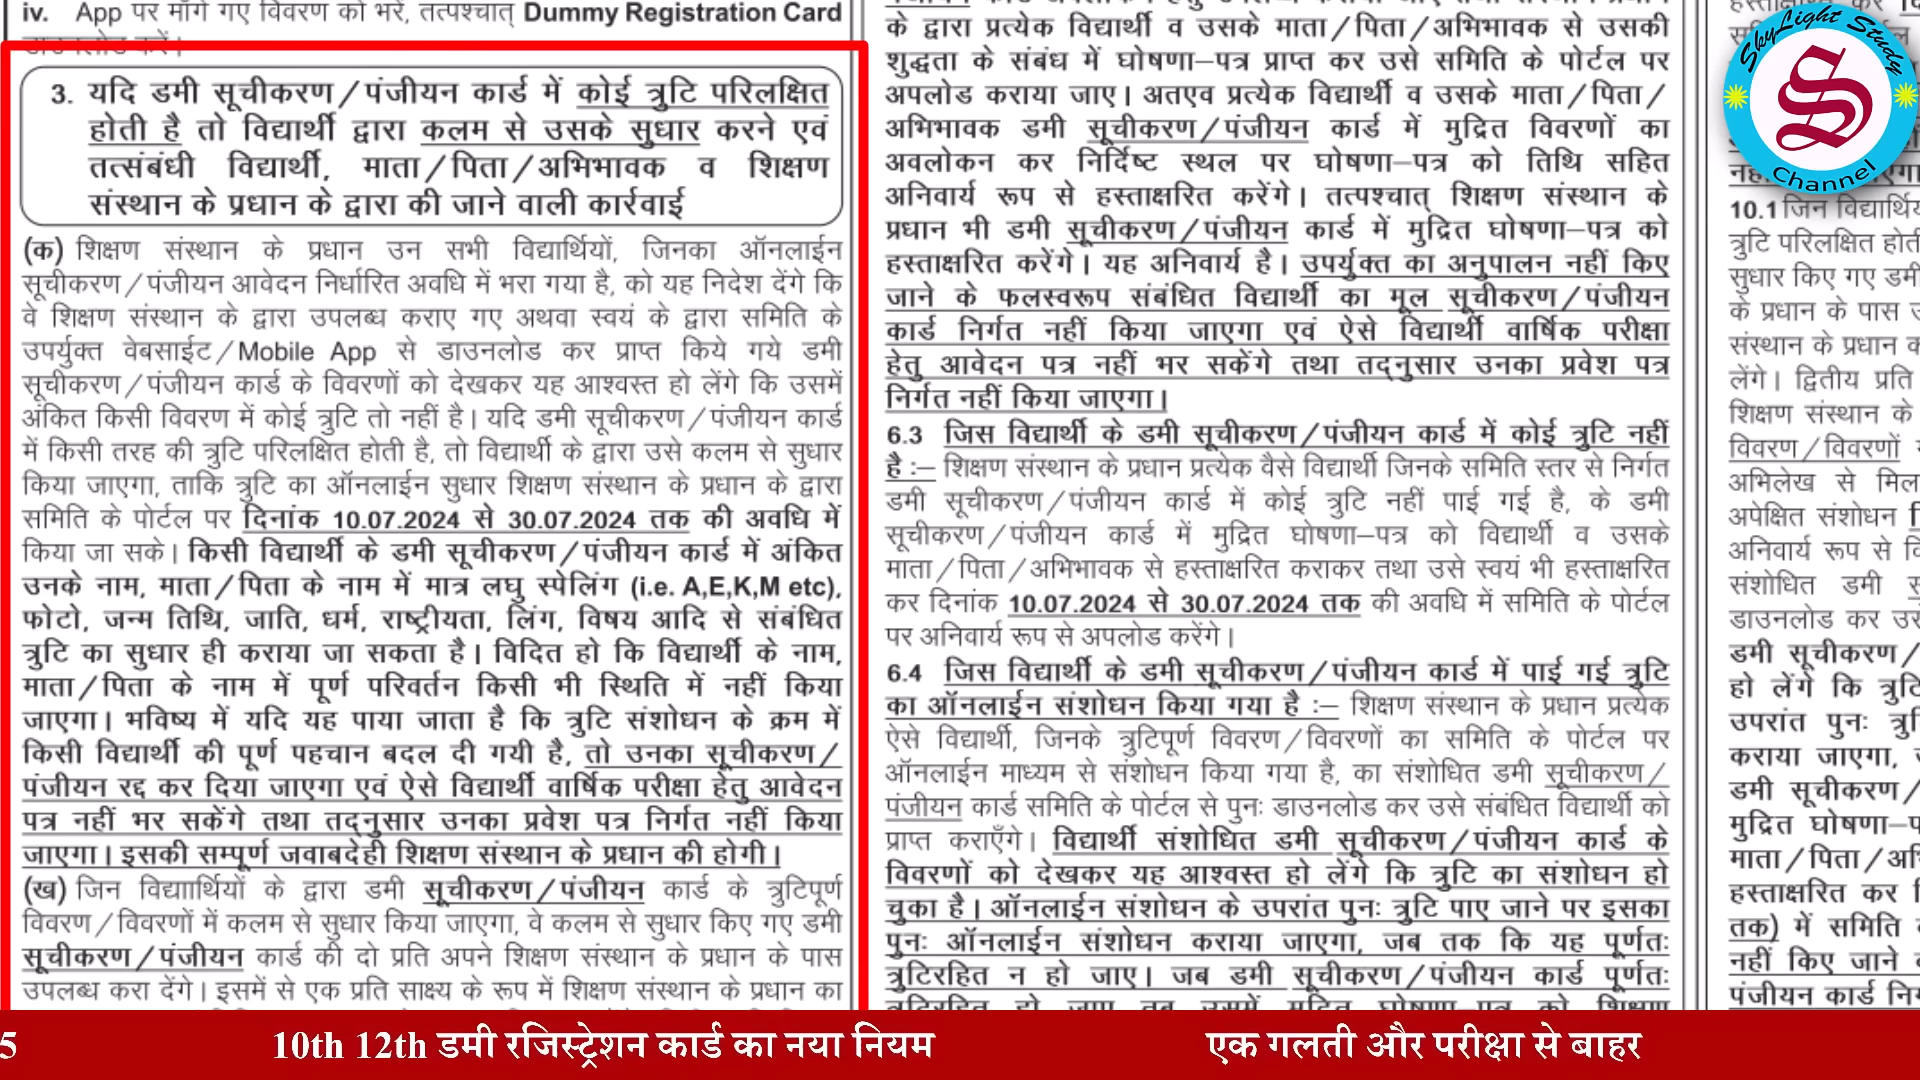 iv. App पर माँगे गए विवरण को भरें, तत्पश्चात् Dummy Registration Card
डाउनलोड करें।
3. यदि डमी सूचीकरण/पंजीयन कार्ड में कोई त्रुटि परिलक्षित
होती है तो विद्यार्थी द्वारा कलम से उसके सुधार करने एवं
तत्संबंधी विद्यार्थी, माता/पिता/अभिभावक व शिक्षण
संस्थान के प्रधान के द्वारा की जाने वाली कार्रवाई
(क) शिक्षण संस्थान के प्रधान उन सभी विद्यार्थियों, जिनका ऑनलाईन
सूचीकरण/पंजीयन आवेदन निर्धारित अवधि में भरा गया है, को यह निदेश देंगे कि
वे शिक्षण संस्थान के द्वारा उपलब्ध कराए गए अथवा स्वयं के द्वारा समिति के
उपर्युक्त वेबसाईट/Mobile App से डाउनलोड कर प्राप्त किये गये डमी
सूचीकरण/पंजीयन कार्ड के विवरणों को देखकर यह आश्वस्त हो लेंगे कि उसमें
अंकित किसी विवरण में कोई त्रुटि तो नहीं है। यदि डमी सूचीकरण/पंजीयन कार्ड
में किसी तरह की त्रुटि परिलक्षित होती है, तो विद्यार्थी के द्वारा उसे कलम से सुधार
किया जाएगा, ताकि त्रुटि का ऑनलाईन सुधार शिक्षण संस्थान के प्रधान के द्वारा
समिति के पोर्टल पर दिनांक 10.07.2024 से 30.07.2024 तक की अवधि में
किया जा सके। किसी विद्यार्थी के डमी सूचीकरण/पंजीयन कार्ड में अंकित
उनके नाम, माता/पिता के नाम में मात्र लघु स्पेलिंग (i.e. A,E,K,M etc),
फोटो, जन्म तिथि, जाति, धर्म, राष्ट्रीयता, लिंग, विषय आदि से संबंधित
त्रुटि का सुधार ही कराया जा सकता है। विदित हो कि विद्यार्थी के नाम,
माता/पिता के नाम में पूर्ण परिवर्तन किसी भी स्थिति में नहीं किया
जाएगा। भविष्य में यदि यह पाया जाता है कि त्रुटि संशोधन के क्रम में
किसी विद्यार्थी की पूर्ण पहचान बदल दी गयी है, तो उनका सूचीकरण/
पंजीयन रद्द कर दिया जाएगा एवं ऐसे विद्यार्थी वार्षिक परीक्षा हेतु आवेदन
पत्र नहीं भर सकेंगे तथा तद्नुसार उनका प्रवेश पत्र निर्गत नहीं किया
जाएगा। इसकी सम्पूर्ण जवाबदेही शिक्षण संस्थान के प्रधान की होगी।
(ख) जिन विद्याार्थियों के द्वारा डमी सूचीकरण/पंजीयन कार्ड के त्रुटिपूर्ण
विवरण/विवरणों में कलम से सुधार किया जाएगा, वे कलम से सुधार किए गए डमी
सूचीकरण/पंजीयन कार्ड की दो प्रति अपने शिक्षण संस्थान के प्रधान के पास
उपलब्ध करा देंगे। इसमें से एक प्रति साक्ष्य के रूप में शिक्षण संस्थान के प्रधान का
के द्वारा प्रत्येक विद्यार्थी व उसके माता/पिता/अभिभावक से उसकी
शुद्धता के संबंध में घोषणा–पत्र प्राप्त कर उसे समिति के पोर्टल पर
अपलोड कराया जाए। अतएव प्रत्येक विद्यार्थी व उसके माता/पिता/
अभिभावक डमी सूचीकरण/पंजीयन कार्ड में मुद्रित विवरणों का
अवलोकन कर निर्दिष्ट स्थल पर घोषणा–पत्र को तिथि सहित
अनिवार्य रूप से हस्ताक्षरित करेंगे। तत्पश्चात् शिक्षण संस्थान के
प्रधान भी डमी सूचीकरण/पंजीयन कार्ड में मुद्रित घोषणा–पत्र को
हस्ताक्षरित करेंगे। यह अनिवार्य है। उपर्युक्त का अनुपालन नहीं किए
जाने के फलस्वरूप संबंधित विद्यार्थी का मूल सूचीकरण/पंजीयन
कार्ड निर्गत नहीं किया जाएगा एवं ऐसे विद्यार्थी वार्षिक परीक्षा
हेतु आवेदन पत्र नहीं भर सकेंगे तथा तद्नुसार उनका प्रवेश पत्र
निर्गत नहीं किया जाएगा।
6.3 जिस विद्यार्थी के डमी सूचीकरण/पंजीयन कार्ड में कोई त्रुटि नहीं
है :– शिक्षण संस्थान के प्रधान प्रत्येक वैसे विद्यार्थी जिनके समिति स्तर से निर्गत
डमी सूचीकरण/पंजीयन कार्ड में कोई त्रुटि नहीं पाई गई है, के डमी
सूचीकरण/पंजीयन कार्ड में मुद्रित घोषणा–पत्र को विद्यार्थी व उसके
माता/पिता/अभिभावक से हस्ताक्षरित कराकर तथा उसे स्वयं भी हस्ताक्षरित
कर दिनांक 10.07.2024 से 30.07.2024 तक की अवधि में समिति के पोर्टल
पर अनिवार्य रूप से अपलोड करेंगे।
6.4 जिस विद्यार्थी के डमी सूचीकरण/पंजीयन कार्ड में पाई गई त्रुटि
का ऑनलाईन संशोधन किया गया है :– शिक्षण संस्थान के प्रधान प्रत्येक
ऐसे विद्यार्थी, जिनके त्रुटिपूर्ण विवरण/विवरणों का समिति के पोर्टल पर
ऑनलाईन माध्यम से संशोधन किया गया है, का संशोधित डमी सूचीकरण/
पंजीयन कार्ड समिति के पोर्टल से पुनः डाउनलोड कर उसे संबंधित विद्यार्थी को
प्राप्त कराएँगे। विद्यार्थी संशोधित डमी सूचीकरण/पंजीयन कार्ड के
विवरणों को देखकर यह आश्वस्त हो लेंगे कि त्रुटि का संशोधन हो
चुका है। ऑनलाईन संशोधन के उपरांत पुनः त्रुटि पाए जाने पर इसका
पुनः ऑनलाईन संशोधन कराया जाएगा, जब तक कि यह पूर्णतः
त्रुटिरहित न हो जाए। जब डमी सूचीकरण/पंजीयन कार्ड पूर्णतः
SkyLight Study
S
Channel
10.1 जिन
त्रुटि परिलक्षित
सुधार किए गए डमी
के प्रधान के पास
संस्थान के प्रधान
लेंगे। द्वितीय प्रति
शिक्षण संस्थान के
विवरण/विवरणों
अभिलेख से
अपेक्षित संशोधन
अनिवार्य रूप से
संशोधित डमी
डाउनलोड कर
डमी सूचीकरण/
हो लेंगे कि
उपरांत पुनः
कराया जाएगा,
डमी सूचीकरण/
मुद्रित
माता/पिता/
हस्ताक्षरित कर
तक) में समिति
नहीं किए जाने
पंजीयन कार्ड
5 10th 12th डमी रजिस्ट्रेशन कार्ड का नया नियम एक गलती और परीक्षा से बाहर